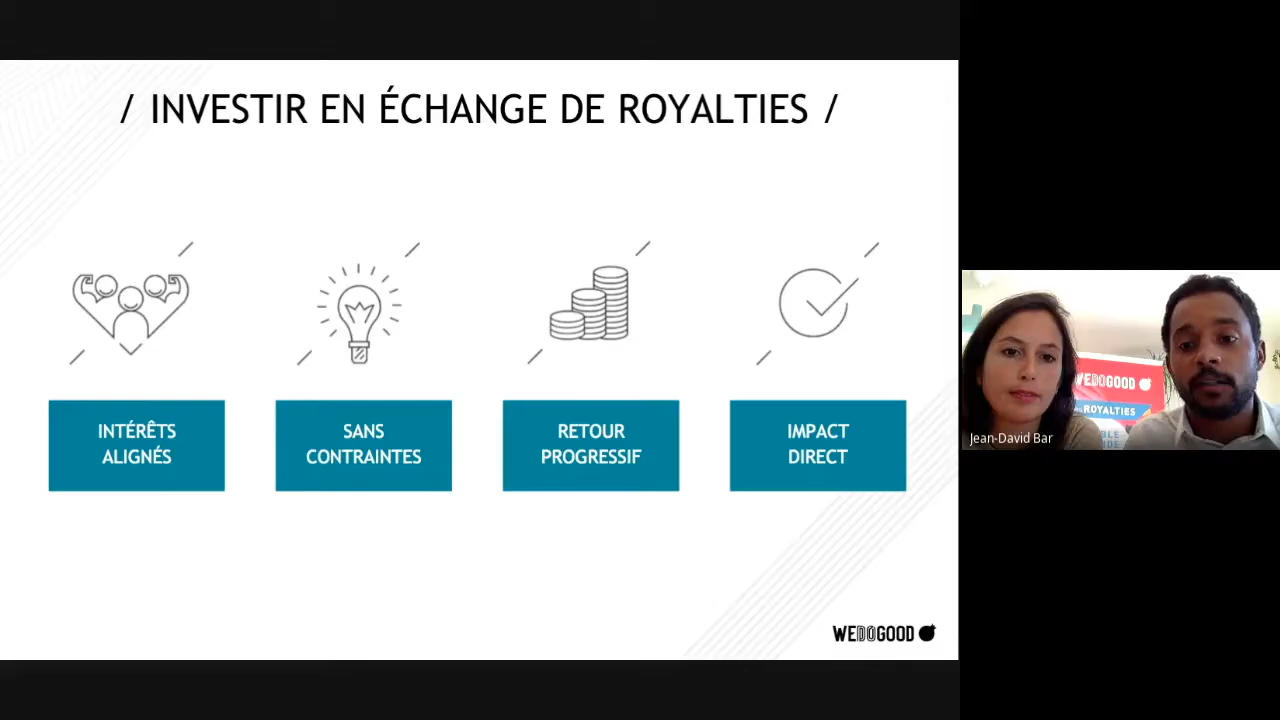 / INVESTIR EN ÉCHANGE DE ROYALTIES /
INTÉRÊTS
ALIGNÉS
SANS
CONTRAINTES
RETOUR
PROGRESSIF
IMPACT
DIRECT
WEDOGOOD
WEDOGOOD
ROYALTIES
Jean-David Bar